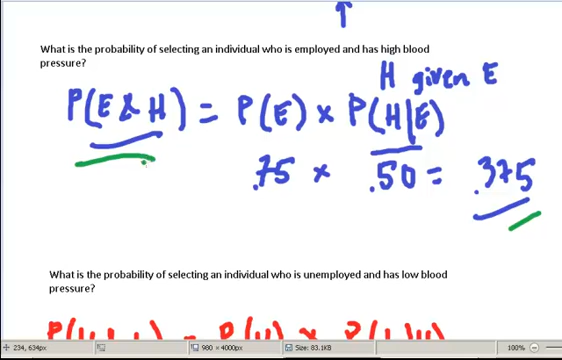 What is the probability of selecting an individual who is employed and has high blood
pressure?
H given E
P(E & H) = P(E) × P(H|E)
.75 × .50 = .375
What is the probability of selecting an individual who is unemployed and has low blood
pressure?
234, 634px 980 × 4000px Size: 83.1KB 100%